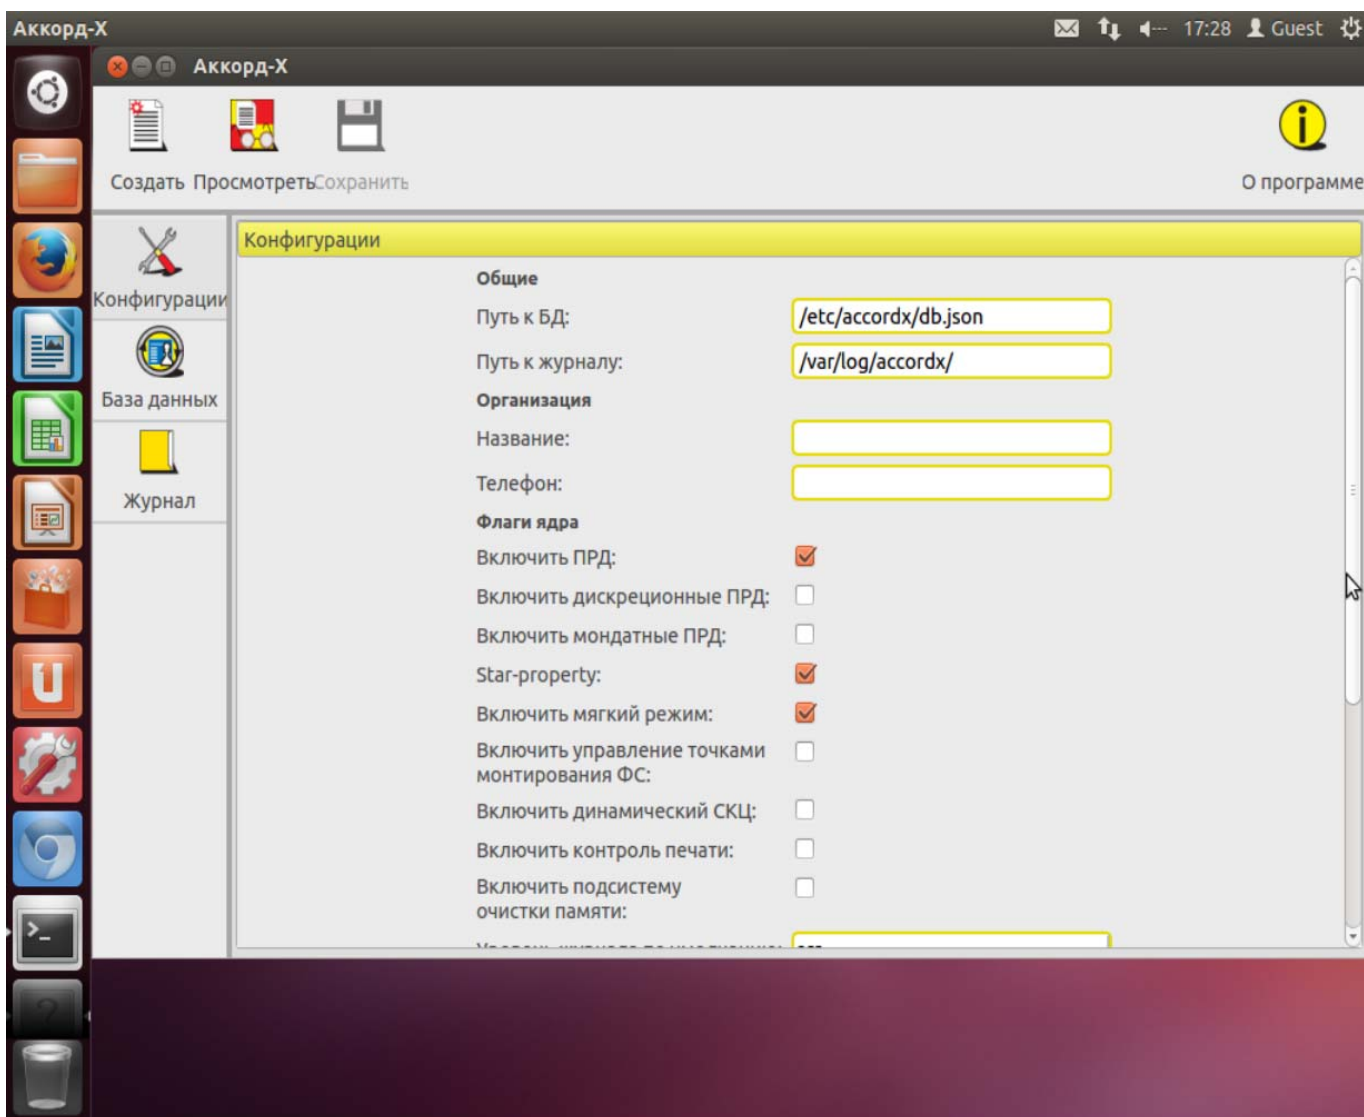 Аккорд-Х
17:28 Guest
Аккорд-Х
Создать Просмотреть Сохранить
О программе
Конфигурации
База данных
Журнал
Конфигурации
Общие
Путь к БД: /etc/accordx/db.json
Путь к журналу: /var/log/accordx/
Организация
Название:
Телефон:
Флаги ядра
Включить ПРД:
Включить дискреционные ПРД:
Включить мондатные ПРД:
Star-property:
Включить мягкий режим:
Включить управление точками
монтирования ФС:
Включить динамический СКЦ:
Включить контроль печати:
Включить подсистему
очистки памяти: